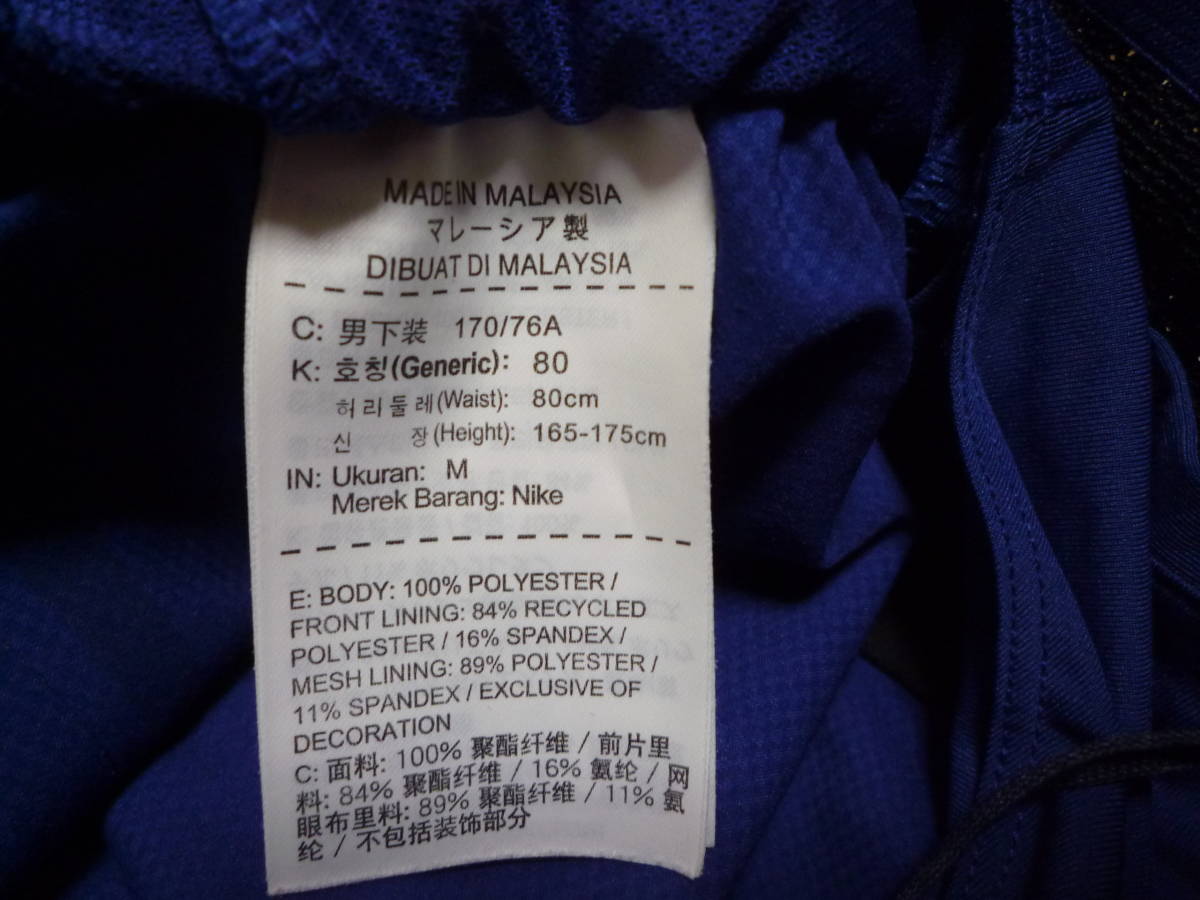 MADE IN MALAYSIA
マレーシア製
DIBUAT DI MALAYSIA
C: 男下装 170/76A
K: 호칭(Generic): 80
허리둘레(Waist): 80cm
신 장(Height): 165-175cm
IN: Ukuran: M
Merek Barang: Nike
E: BODY: 100% POLYESTER /
FRONT LINING: 84% RECYCLED
POLYESTER / 16% SPANDEX /
MESH LINING: 89% POLYESTER /
11% SPANDEX / EXCLUSIVE OF
DECORATION
C: 面料: 100% 聚酯纤维 / 前片里
料: 84% 聚酯纤维 / 16% 氨纶 / 网
眼布里料: 89% 聚酯纤维 / 11% 氨
纶 / 不包括装饰部分